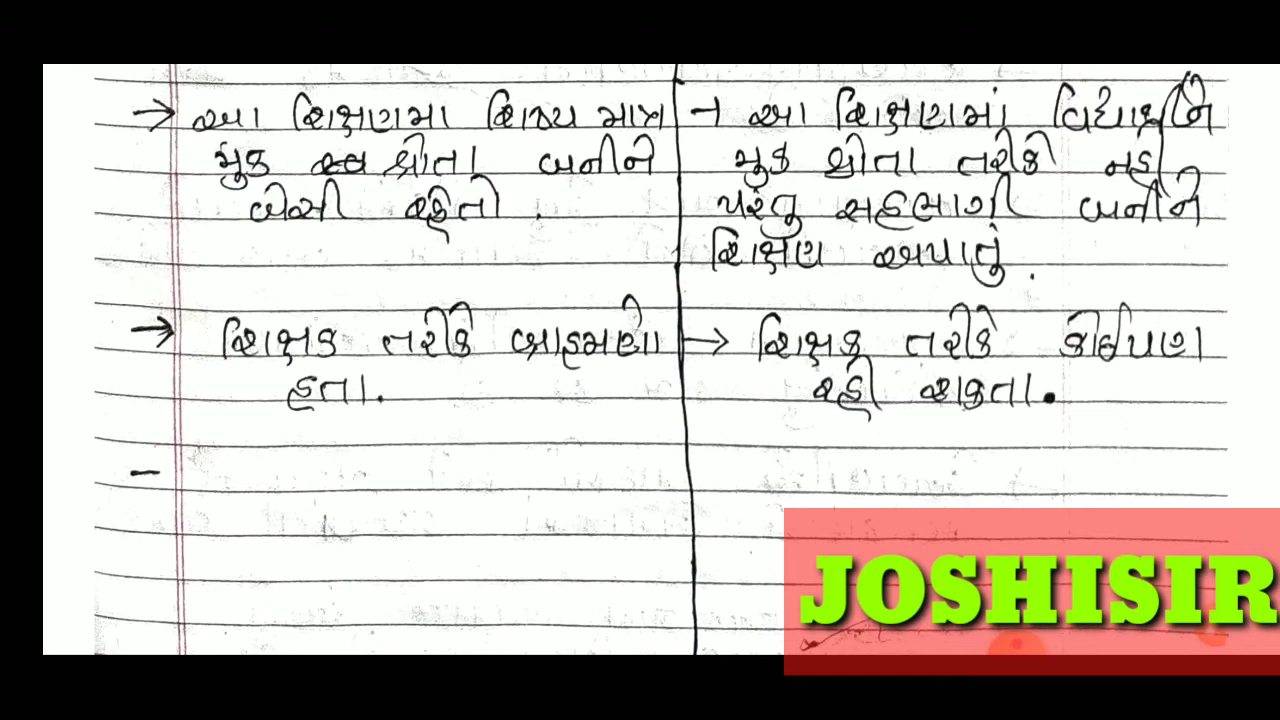 → આ શિક્ષણમા શિષ્ય માત્ર
મુક શ્રોતા બનીને
બેસી રહેતો.
→ આ શિક્ષણમાં વિદ્યાર્થીને
મુક શ્રોતા તરીકે નહી
પરંતુ સહભાગી બનીને
શિક્ષણ અપાતું.
→ શિક્ષક તરીકે બ્રાહમણો
હતા.
→ શિક્ષક તરીકે કોઈપણ
રહી શકતા.
-
JOSHISIR